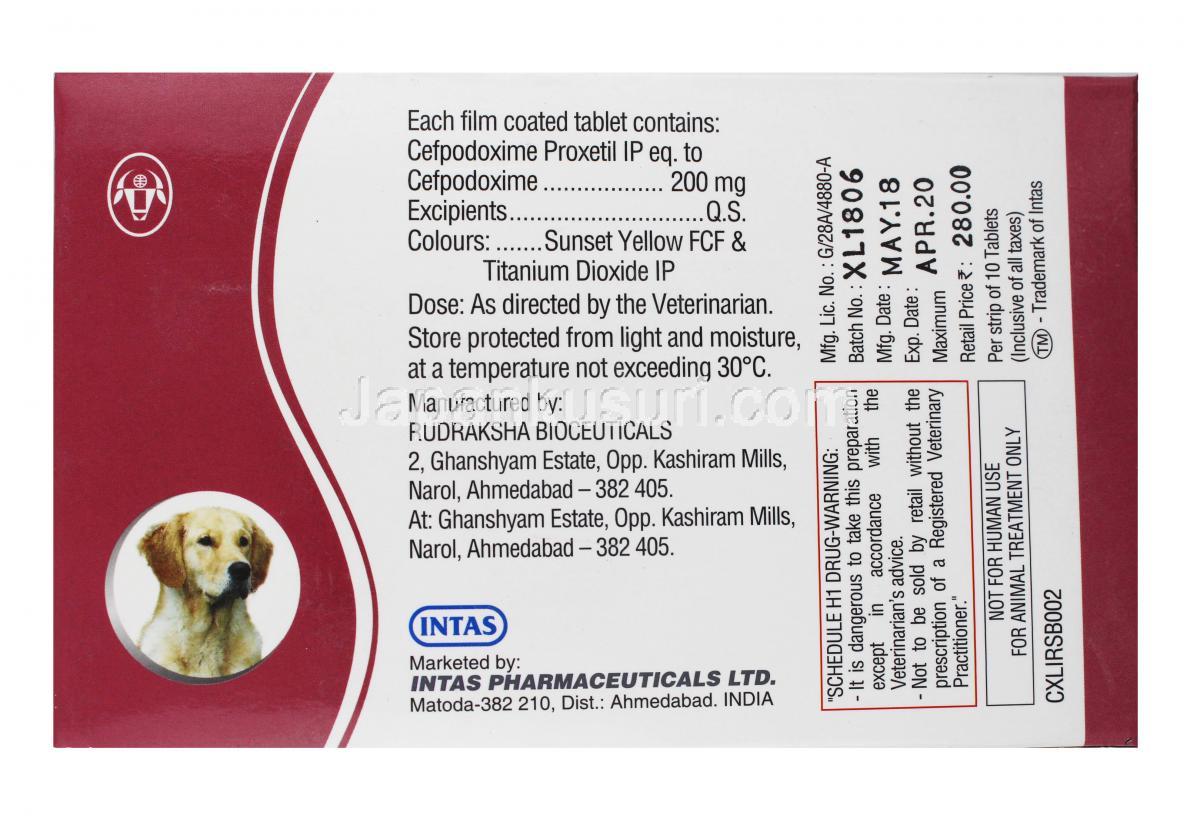 Each film coated tablet contains:
Cefpodoxime Proxetil IP eq. to
Cefpodoxime ................... 200 mg
Excipients............................Q.S.
Colours: ....... Sunset Yellow FCF &
Titanium Dioxide IP
Dose: As directed by the Veterinarian.
Store protected from light and moisture,
at a temperature not exceeding 30°C.
Manufactured by:
RUDRAKSHA BIOCEUTICALS
2, Ghanshyam Estate, Opp. Kashiram Mills,
Narol, Ahmedabad – 382 405.
At: Ghanshyam Estate, Opp. Kashiram Mills,
Narol, Ahmedabad – 382 405.
INTAS
Marketed by:
INTAS PHARMACEUTICALS LTD.
Matoda-382 210, Dist.: Ahmedabad. INDIA
Mfg. Lic. No. : G/28A/4880-A
Batch No. : XL1806
Mfg. Date : MAY.18
Exp. Date : APR.20
Maximum
Retail Price ₹ : 280.00
Per strip of 10 Tablets
(Inclusive of all taxes)
TM - Trademark of Intas
"SCHEDULE H1 DRUG-WARNING:
- It is dangerous to take this preparation
except in accordance with the
Veterinarian's advice.
- Not to be sold by retail without the
prescription of a Registered Veterinary
Practitioner."
NOT FOR HUMAN USE
FOR ANIMAL TREATMENT ONLY
CXLIRSB002
Japankusuri.com